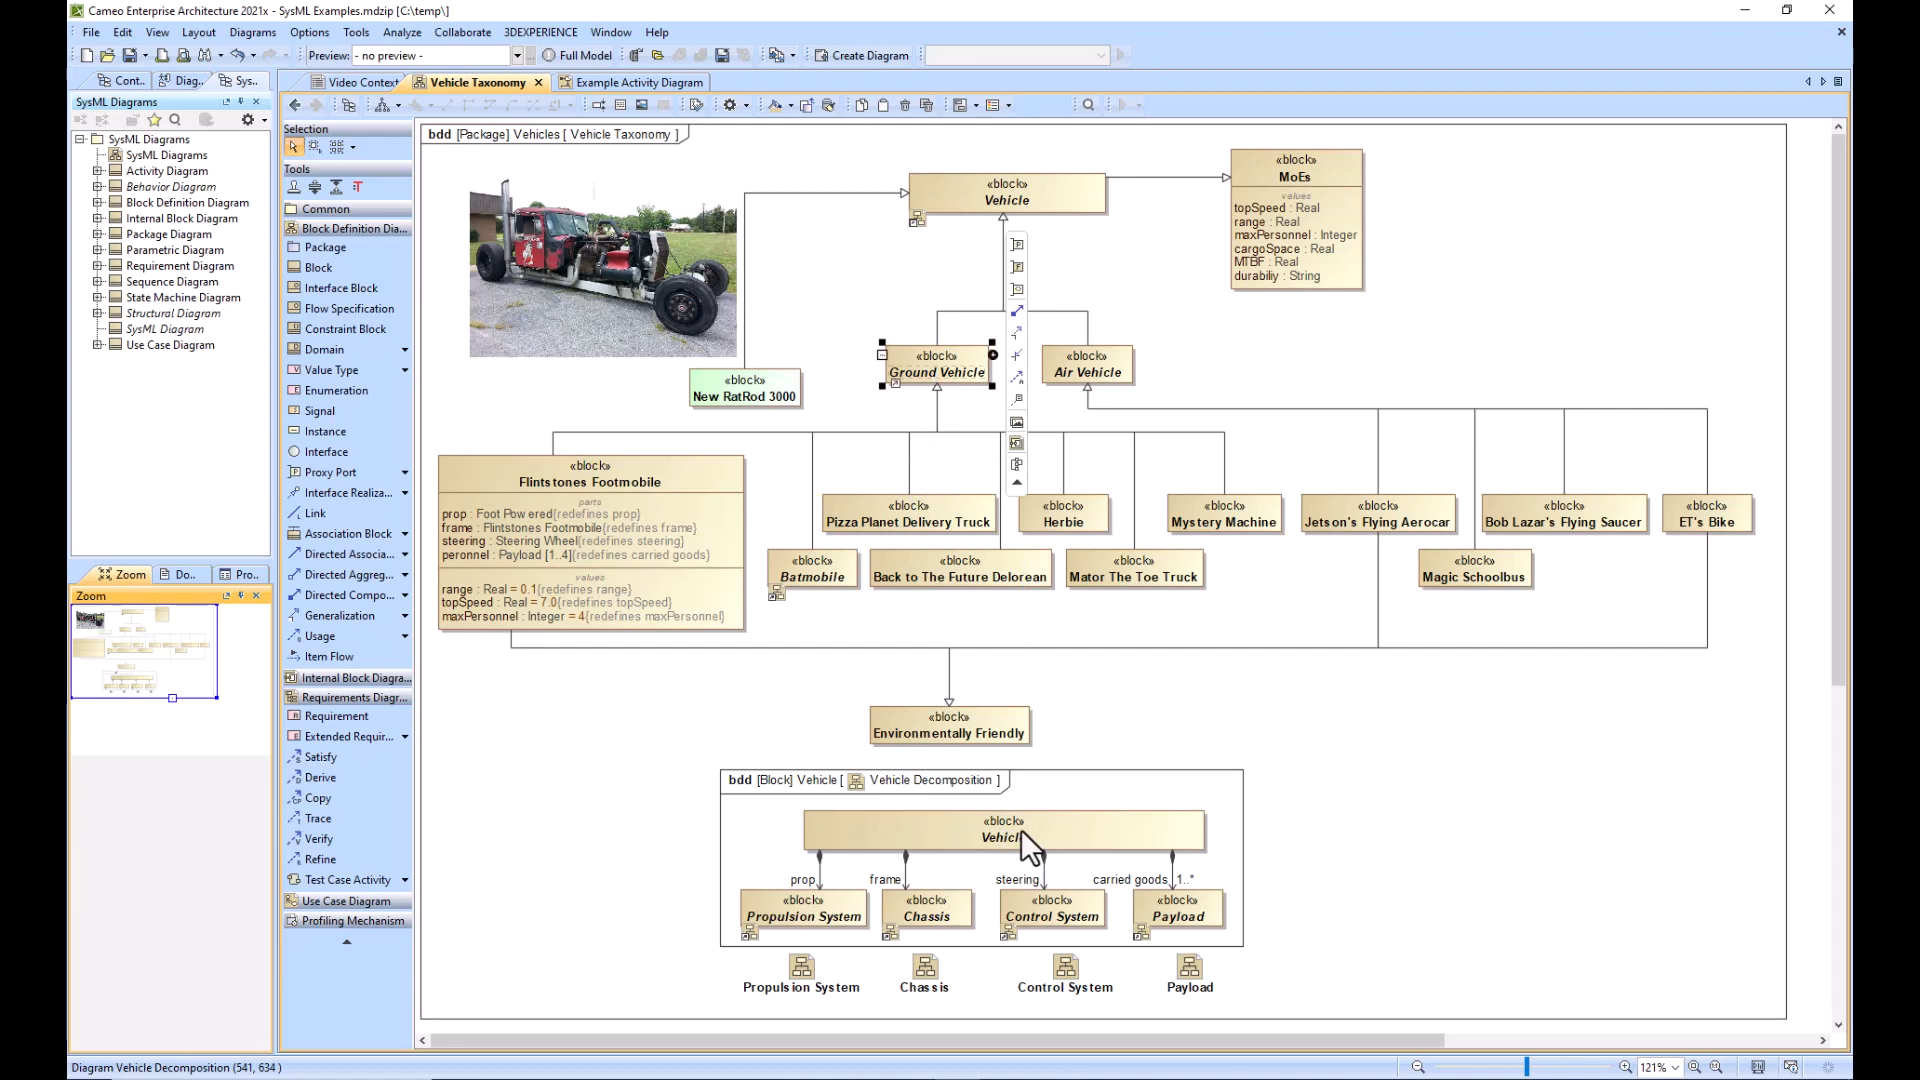 Cameo Enterprise Architecture 2021x - SysML Examples.mdzip [C:\temp\]
File Edit View Layout Diagrams Options Tools Analyze Collaborate 3DEXPERIENCE Window Help
Preview: - no preview - Full Model Create Diagram
Cont.. Diag.. Sys..
Video Context Vehicle Taxonomy Example Activity Diagram
SysML Diagrams
SysML Diagrams
SysML Diagrams
Activity Diagram
Behavior Diagram
Block Definition Diagram
Internal Block Diagram
Package Diagram
Parametric Diagram
Requirement Diagram
Sequence Diagram
State Machine Diagram
Structural Diagram
SysML Diagram
Use Case Diagram
Zoom Do.. Pro..
Zoom
Selection
Tools
Common
Block Definition Dia...
Package
Block
Interface Block
Flow Specification
Constraint Block
Domain
Value Type
Enumeration
Signal
Instance
Interface
Proxy Port
Interface Realiza...
Link
Association Block
Directed Associa...
Directed Aggreg...
Directed Compo...
Generalization
Usage
Item Flow
Internal Block Diagra...
Requirements Diagr...
Requirement
Extended Requir...
Satisfy
Derive
Copy
Trace
Verify
Refine
Test Case Activity
Use Case Diagram
Profiling Mechanism
bdd [Package] Vehicles [ Vehicle Taxonomy ]
«block»
Vehicle
«block»
MoEs
values
topSpeed : Real
range : Real
maxPersonnel : Integer
cargoSpace : Real
MTBF : Real
durabiliy : String
«block»
Ground Vehicle
«block»
Air Vehicle
«block»
New RatRod 3000
«block»
Flintstones Footmobile
parts
prop : Foot Pow ered{redefines prop}
frame : Flintstones Footmobile{redefines frame}
steering : Steering Wheel{redefines steering}
peronnel : Payload [1..4]{redefines carried goods}
values
range : Real = 0.1{redefines range}
topSpeed : Real = 7.0{redefines topSpeed}
maxPersonnel : Integer = 4{redefines maxPersonnel}
«block»
Pizza Planet Delivery Truck
«block»
Herbie
«block»
Mystery Machine
«block»
Jetson's Flying Aerocar
«block»
Bob Lazar's Flying Saucer
«block»
ET's Bike
«block»
Batmobile
«block»
Back to The Future Delorean
«block»
Mator The Toe Truck
«block»
Magic Schoolbus
«block»
Environmentally Friendly
bdd [Block] Vehicle [ Vehicle Decomposition ]
«block»
prop frame steering carried goods 1..*
«block»
Propulsion System
«block»
Chassis
«block»
Control System
«block»
Payload
Propulsion System Chassis Control System Payload
Diagram Vehicle Decomposition (541, 634 )
121%